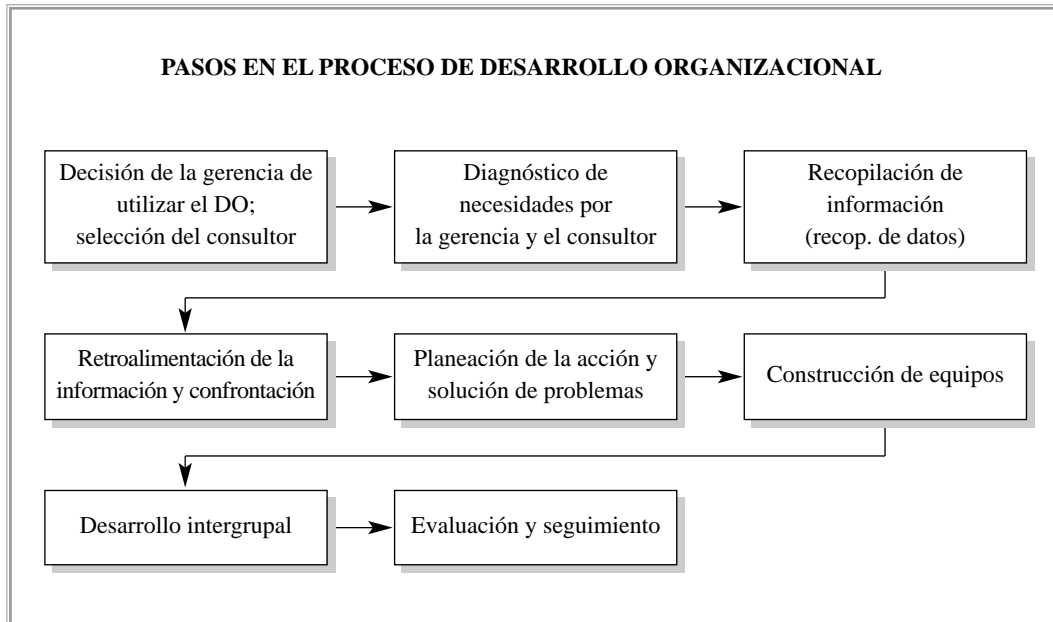 PASOS EN EL PROCESO DE DESARROLLO ORGANIZACIONAL
Decisión de la gerencia de
utilizar el DO;
selección del consultor
Diagnóstico de
necesidades por
la gerencia y el consultor
Recopilación de
información
(recop. de datos)
Retroalimentación de la
información y confrontación
Planeación de la acción y
solución de problemas
Construcción de equipos
Desarrollo intergrupal
Evaluación y seguimiento